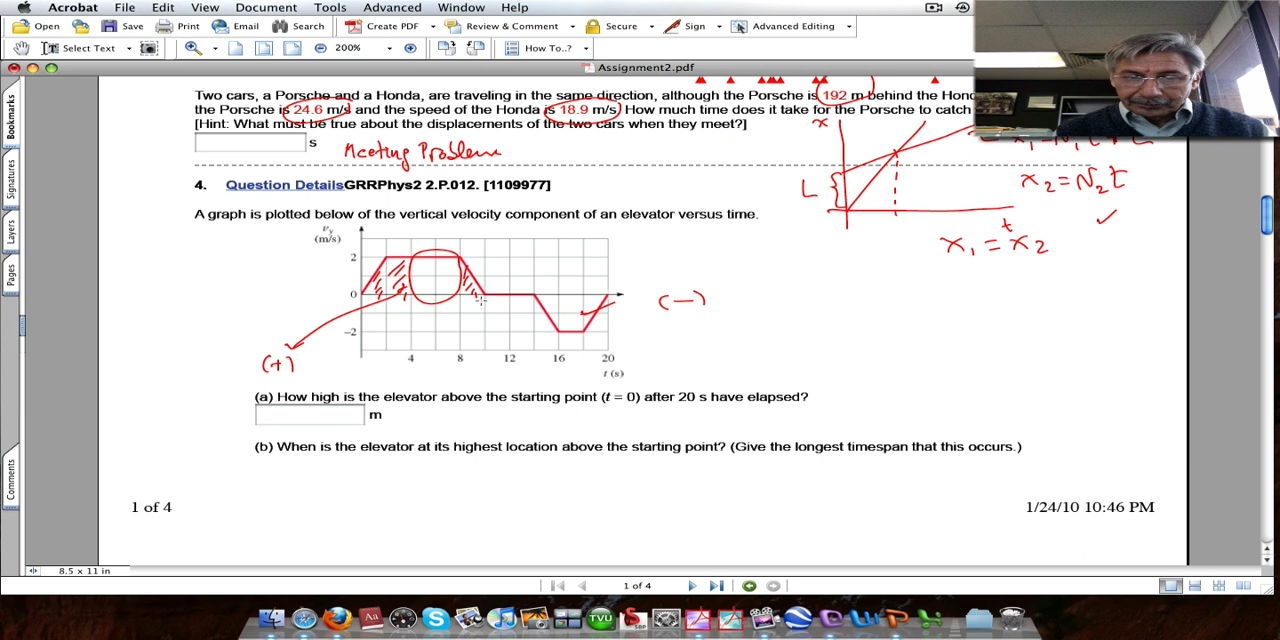 Acrobat File Edit View Document Tools Advanced Window Help
Open Save Print Email Search Create PDF Review & Comment Secure Sign Advanced Editing
Select Text 200% How To..?
Assignment2.pdf
Bookmarks
Signatures
Layers
Pages
Comments
Two cars, a Porsche and a Honda, are traveling in the same direction, although the Porsche is 192 m behind the Hond
the Porsche is 24.6 m/s and the speed of the Honda is 18.9 m/s. How much time does it take for the Porsche to catch
[Hint: What must be true about the displacements of the two cars when they meet?]
s
Meeting Problem
x
L
t
x2 = v2t
x1 = x2
4. Question Details GRRPhys2 2.P.012. [1109977]
A graph is plotted below of the vertical velocity component of an elevator versus time.
vy
(m/s)
2
0
−2
4 8 12 16 20
t (s)
(+)
(−)
(a) How high is the elevator above the starting point (t = 0) after 20 s have elapsed?
m
(b) When is the elevator at its highest location above the starting point? (Give the longest timespan that this occurs.)
1 of 4
1/24/10 10:46 PM
8.5 x 11 in
1 of 4